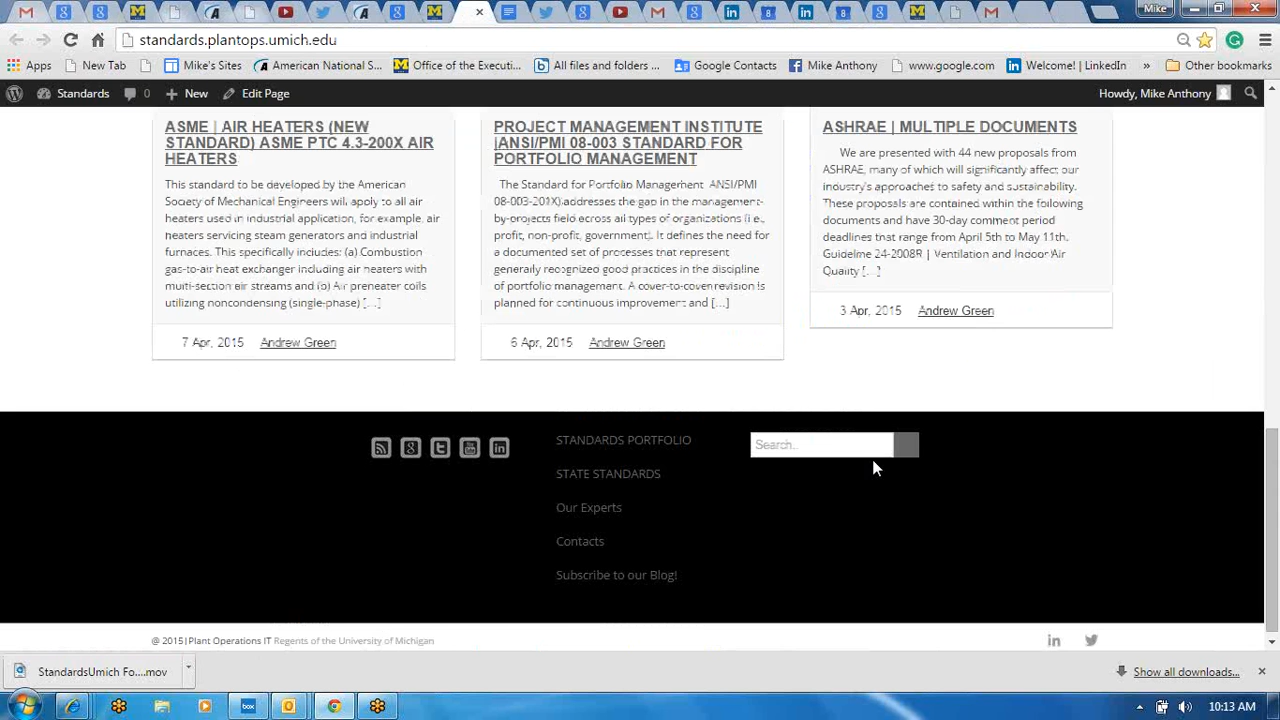 Mike
standards.plantops.umich.edu
Apps
New Tab
Mike's Sites
American National S...
Office of the Executi...
All files and folders ...
Google Contacts
Mike Anthony
www.google.com
Welcome! | LinkedIn
»
Other bookmarks
Standards
0
New
Edit Page
Howdy, Mike Anthony
ASME | AIR HEATERS (NEW
STANDARD) ASME PTC 4.3-200X AIR
HEATERS
This standard to be developed by the American
Society of Mechanical Engineers will apply to all air
heaters used in industrial application, for example, air
heaters servicing steam generators and industrial
furnaces. This specifically includes: (a) Combustion
gas-to-air heat exchanger including air heaters with
multi-section air streams and (b) Air preheater coils
utilizing noncondensing (single-phase) [...]
7 Apr, 2015
Andrew Green
PROJECT MANAGEMENT INSTITUTE
|ANSI/PMI 08-003 STANDARD FOR
PORTFOLIO MANAGEMENT
The Standard for Portfolio Management ANSI/PMI
08-003-201X).addresses the gap in the management-
by-projects field across all types of organizations (i.e.,
profit, non-profit, government). It defines the need for
a documented set of processes that represent
generally recognized good practices in the discipline
of portfolio management. A cover-to-cover revision is
planned for continuous improvement and [...]
6 Apr, 2015
Andrew Green
ASHRAE | MULTIPLE DOCUMENTS
We are presented with 44 new proposals from
ASHRAE, many of which will significantly affect our
industry's approaches to safety and sustainability.
These proposals are contained within the following
documents and have 30-day comment period
deadlines that range from April 5th to May 11th.
Guideline 24-2008R | Ventilation and Indoor Air
Quality [...]
3 Apr, 2015
Andrew Green
STANDARDS PORTFOLIO
STATE STANDARDS
Our Experts
Contacts
Subscribe to our Blog!
Search...
@ 2015|Plant Operations IT Regents of the University of Michigan
StandardsUmich Fo....mov
Show all downloads...
10:13 AM